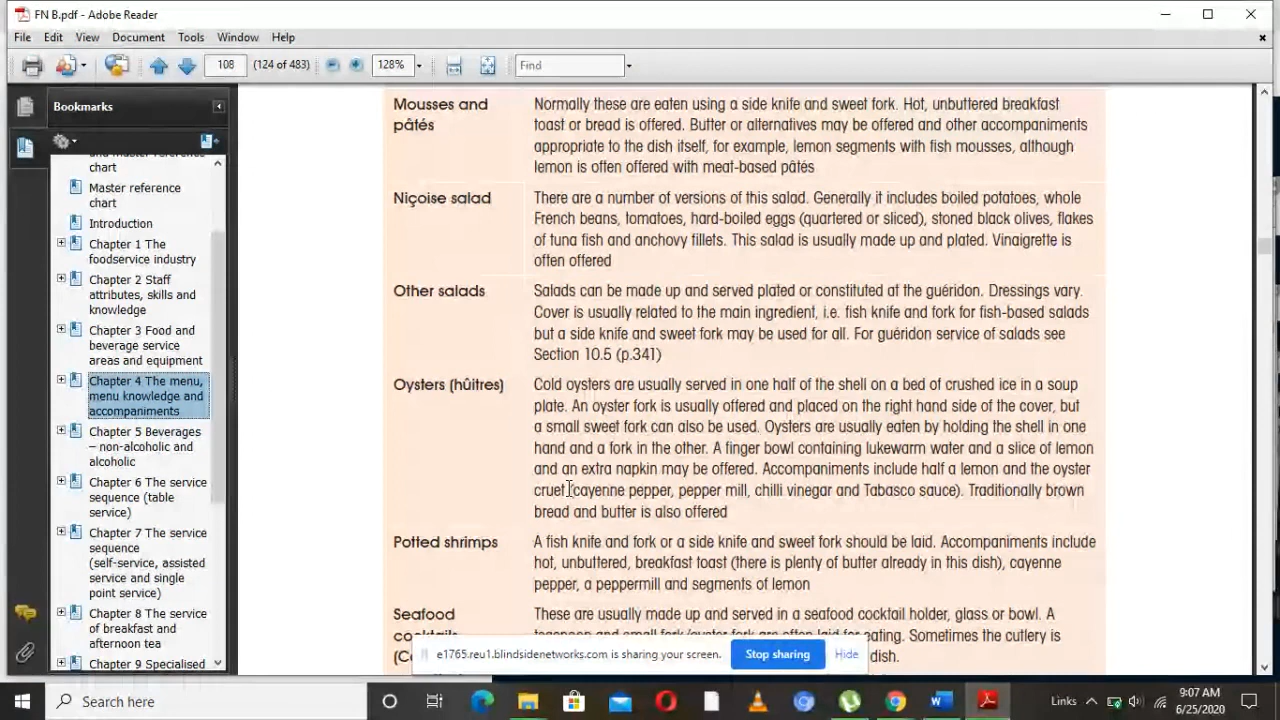 FN B.pdf - Adobe Reader
File Edit View Document Tools Window Help
108 (124 of 483) 128% Find
Bookmarks
and master reference
chart
Master reference
chart
Introduction
Chapter 1 The
foodservice industry
Chapter 2 Staff
attributes, skills and
knowledge
Chapter 3 Food and
beverage service
areas and equipment
Chapter 4 The menu,
menu knowledge and
accompaniments
Chapter 5 Beverages
– non-alcoholic and
alcoholic
Chapter 6 The service
sequence (table
service)
Chapter 7 The service
sequence
(self-service, assisted
service and single
point service)
Chapter 8 The service
of breakfast and
afternoon tea
Chapter 9 Specialised
Mousses and
pâtés
Normally these are eaten using a side knife and sweet fork. Hot, unbuttered breakfast
toast or bread is offered. Butter or alternatives may be offered and other accompaniments
appropriate to the dish itself, for example, lemon segments with fish mousses, although
lemon is often offered with meat-based pâtés
Niçoise salad
There are a number of versions of this salad. Generally it includes boiled potatoes, whole
French beans, tomatoes, hard-boiled eggs (quartered or sliced), stoned black olives, flakes
of tuna fish and anchovy fillets. This salad is usually made up and plated. Vinaigrette is
often offered
Other salads
Salads can be made up and served plated or constituted at the guéridon. Dressings vary.
Cover is usually related to the main ingredient, i.e. fish knife and fork for fish-based salads
but a side knife and sweet fork may be used for all. For guéridon service of salads see
Section 10.5 (p.341)
Oysters (hûitres)
Cold oysters are usually served in one half of the shell on a bed of crushed ice in a soup
plate. An oyster fork is usually offered and placed on the right hand side of the cover, but
a small sweet fork can also be used. Oysters are usually eaten by holding the shell in one
hand and a fork in the other. A finger bowl containing lukewarm water and a slice of lemon
and an extra napkin may be offered. Accompaniments include half a lemon and the oyster
cruet (cayenne pepper, pepper mill, chilli vinegar and Tabasco sauce). Traditionally brown
bread and butter is also offered
Potted shrimps
A fish knife and fork or a side knife and sweet fork should be laid. Accompaniments include
hot, unbuttered, breakfast toast (there is plenty of butter already in this dish), cayenne
pepper, a peppermill and segments of lemon
Seafood
cocktails
These are usually made up and served in a seafood cocktail holder, glass or bowl. A
teaspoon and small fork/oyster fork are often laid for eating. Sometimes the cutlery is
dish.
e1765.reu1.blindsidenetworks.com is sharing your screen. Stop sharing Hide
Search here
Links
9:07 AM
6/25/2020